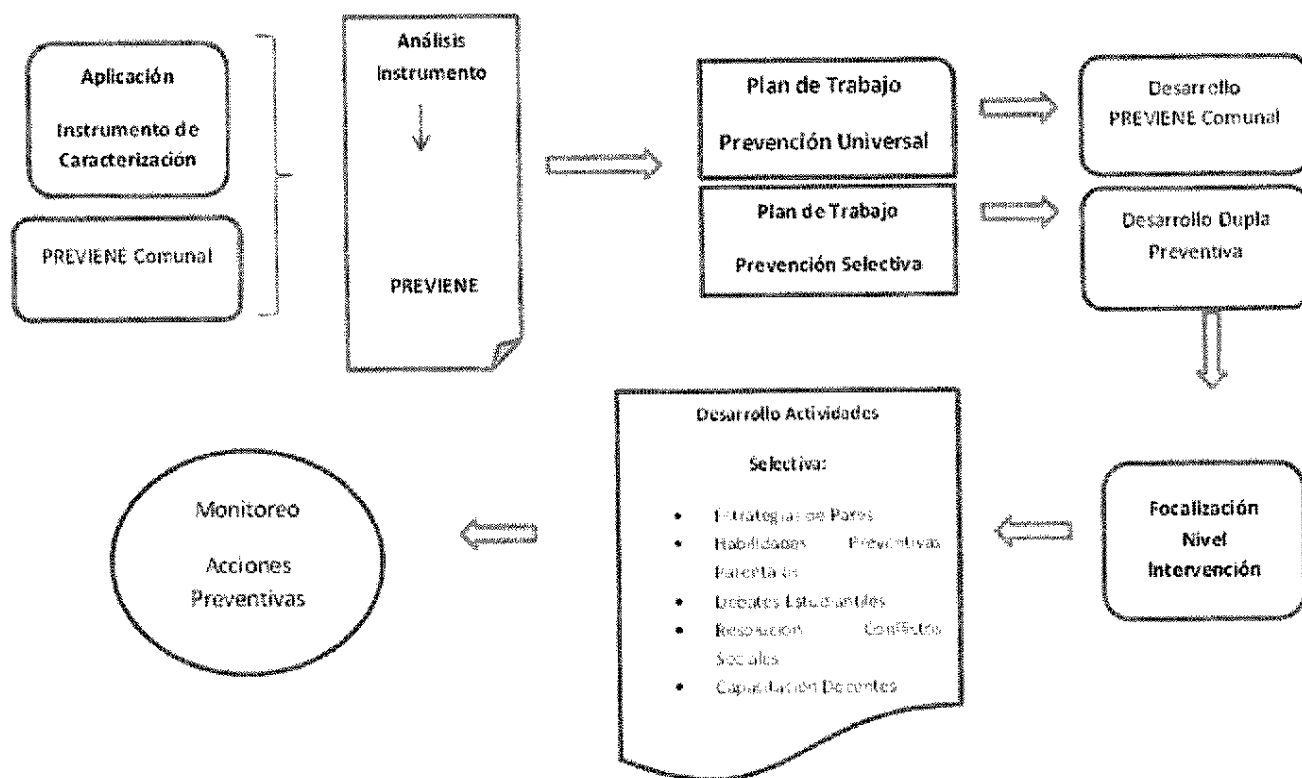 Aplicación
Instrumento de
Caracterización
PREVIENE Comunal
Análisis
Instrumento
PREVIENE
Plan de Trabajo
Prevención Universal
Plan de Trabajo
Prevención Selectiva
Desarrollo
PREVIENE Comunal
Desarrollo Dupla
Preventiva
Focalización
Nivel
Intervención
Desarrollo Actividades
Selectiva:
• Estrategias de Pares
• Habilidades Preventivas
Parentales
• Debates Estudiantiles
• Resolución Conflictos
Sociales
• Capacitación Docentes
Monitoreo
Acciones
Preventivas